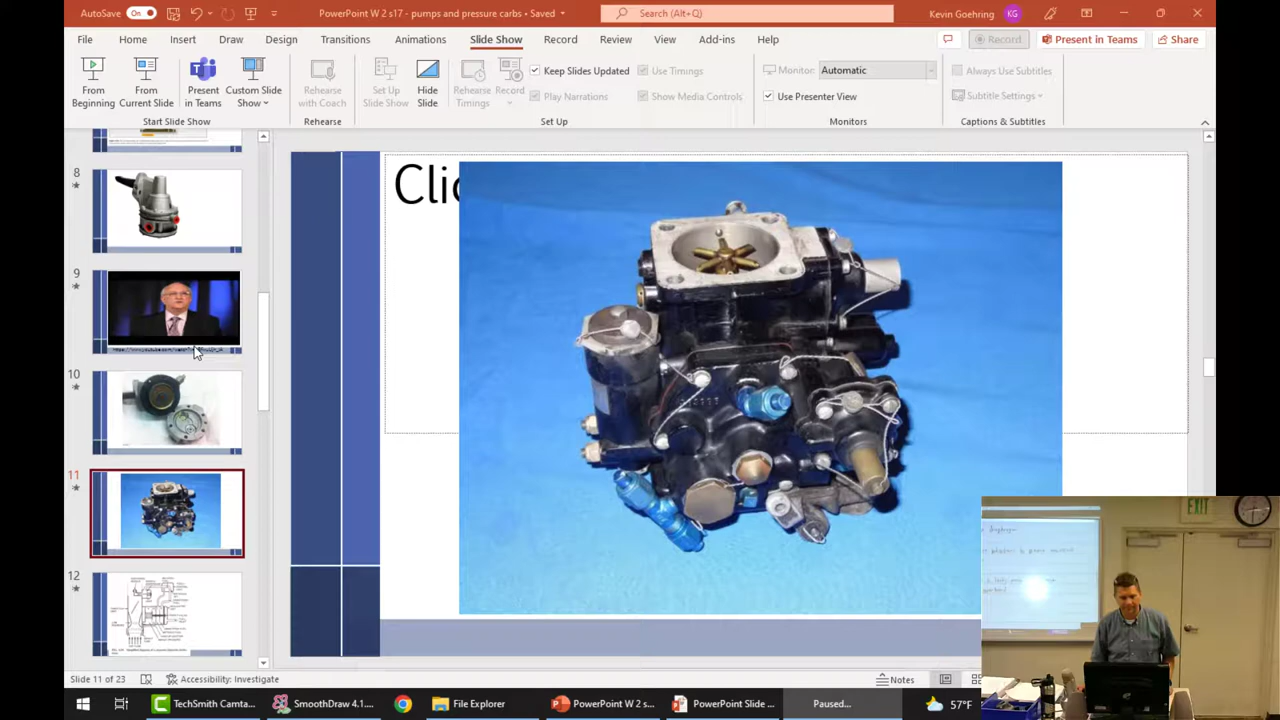 AutoSave On PowerPoint W 2 s17 - pumps and pressure carbs • Saved Search (Alt+Q) Kevin Goehring KG
File Home Insert Draw Design Transitions Animations Slide Show Record Review View Add-ins Help Record Present in Teams Share
From Beginning
From Current Slide
Present in Teams
Custom Slide Show
Rehearse with Coach
Set Up Slide Show
Hide Slide
Rehearse Timings
Record
Keep Slides Updated
Play Narrations
Use Timings
Show Media Controls
Monitor: Automatic
Use Presenter View
Always Use Subtitles
Subtitle Settings
Start Slide Show Rehearse Set Up Monitors Captions & Subtitles
8
9
10
11
12
Clic
EXIT
Slide 11 of 23 Accessibility: Investigate Notes
TechSmith Camta... SmoothDraw 4.1.... File Explorer PowerPoint W 2 s... PowerPoint Slide ... Paused... 57°F